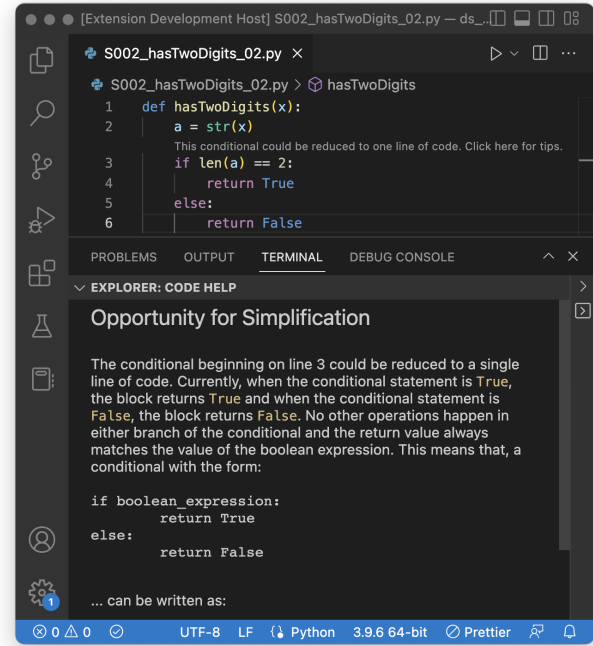 [Extension Development Host] S002_hasTwoDigits_02.py — ds_..
S002_hasTwoDigits_02.py ×
S002_hasTwoDigits_02.py > hasTwoDigits
1 def hasTwoDigits(x):
2 a = str(x)
This conditional could be reduced to one line of code. Click here for tips.
3 if len(a) == 2:
4 return True
5 else:
6 return False
PROBLEMS OUTPUT TERMINAL DEBUG CONSOLE
EXPLORER: CODE HELP
Opportunity for Simplification
The conditional beginning on line 3 could be reduced to a single
line of code. Currently, when the conditional statement is True,
the block returns True and when the conditional statement is
False, the block returns False. No other operations happen in
either branch of the conditional and the return value always
matches the value of the boolean expression. This means that, a
conditional with the form:
if boolean_expression:
return True
else:
return False
... can be written as:
1
0 0 UTF-8 LF Python 3.9.6 64-bit Prettier